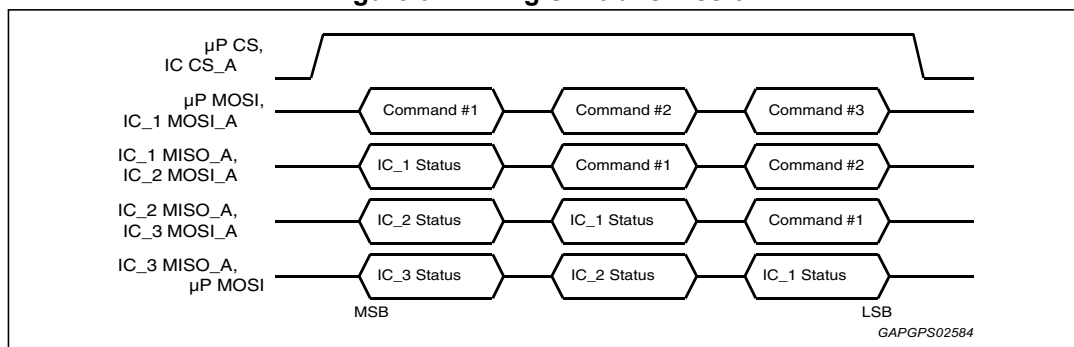 µP CS,
IC CS_A
µP MOSI,
IC_1 MOSI_A
Command #1
Command #2
Command #3
IC_1 MISO_A,
IC_2 MOSI_A
IC_1 Status
Command #1
Command #2
IC_2 MISO_A,
IC_3 MOSI_A
IC_2 Status
IC_1 Status
Command #1
IC_3 MISO_A,
µP MOSI
IC_3 Status
IC_2 Status
IC_1 Status
MSB
LSB
GAPGPS02584